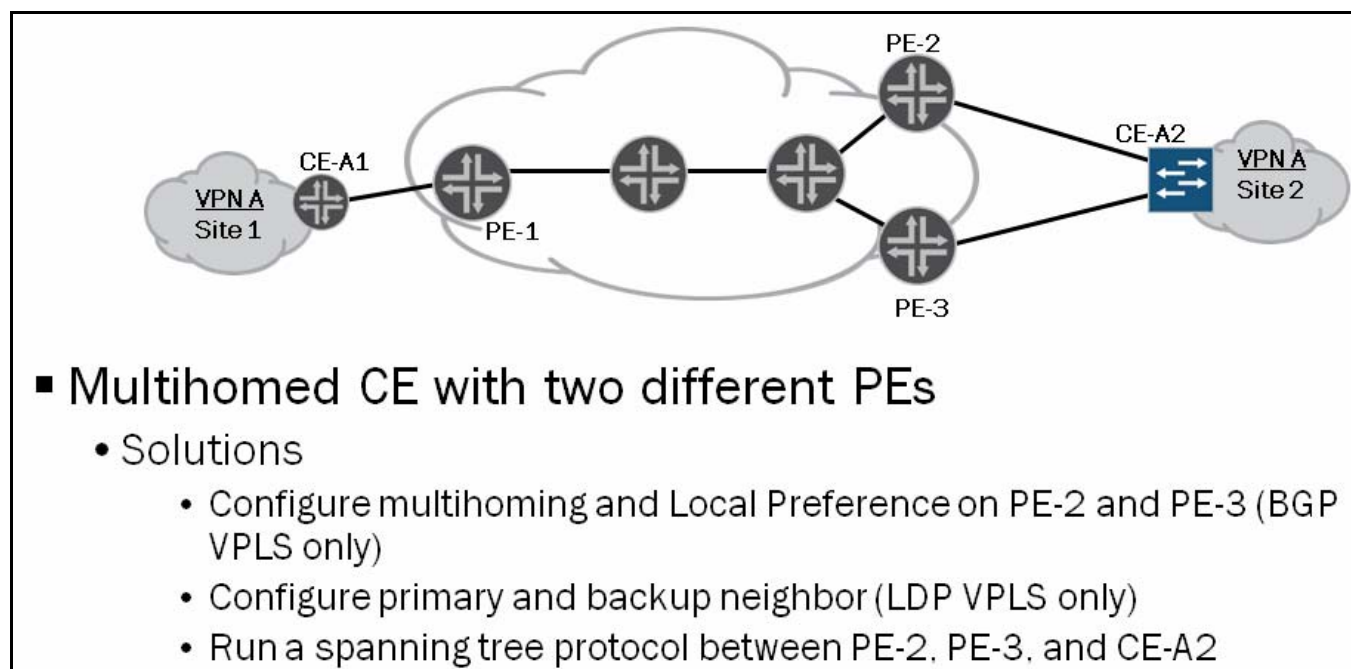 PE-2
CE-A2
CE-A1
VPN A
Site 2
VPN A
Site 1
PE-1
PE-3
▪ Multihomed CE with two different PEs
• Solutions
• Configure multihoming and Local Preference on PE-2 and PE-3 (BGP
VPLS only)
• Configure primary and backup neighbor (LDP VPLS only)
• Run a spanning tree protocol between PE-2, PE-3, and CE-A2